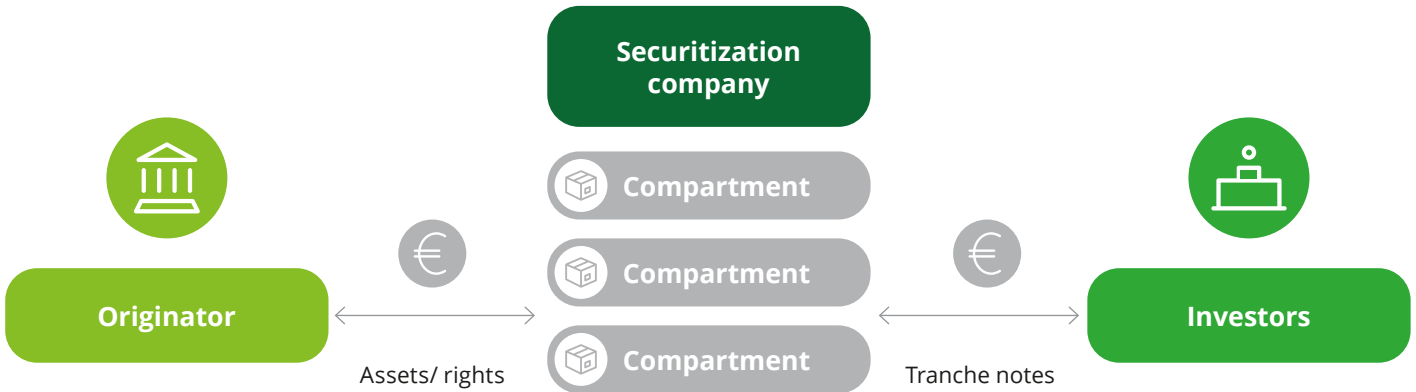 Securitization
company
Compartment
€
€
Compartment
Originator
Investors
Compartment
Assets/ rights
Tranche notes